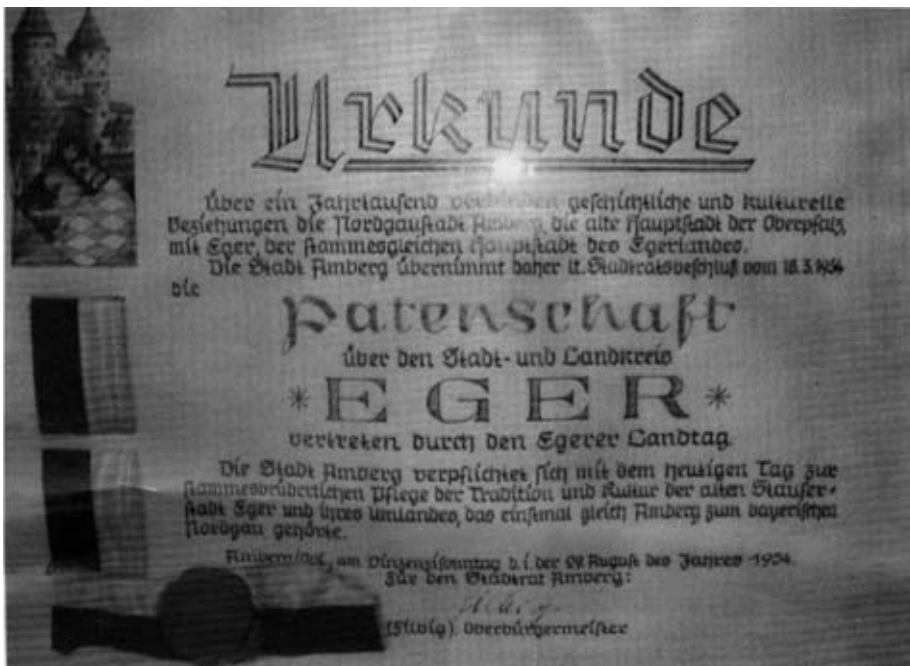 Urkunde
Über ein Jahrtausend verbinden geschichtliche und kulturelle
Beziehungen die Nordgaustadt Amberg, die alte Hauptstadt der Oberpfalz,
mit Eger, der stammesgleichen Hauptstadt des Egerlandes.
Die Stadt Amberg übernimmt daher lt. Stadtratsbeschluß vom 18.3.1954
die
Patenschaft
über den Stadt- und Landkreis
* EGER *
vertreten durch den Egerer Landtag.
Die Stadt Amberg verpflichtet sich mit dem heutigen Tag zur
stammesbrüderlichen Pflege der Tradition und Kultur der alten Staufer-
stadt Eger und ihres Umlandes, das einstmal gleich Amberg zum bayerischen
Nordgau gehörte.
am Vinzenzisonntag d. i. der 29. August des Jahres 1954.
Für den Stadtrat Amberg:
Oberbürgermeister